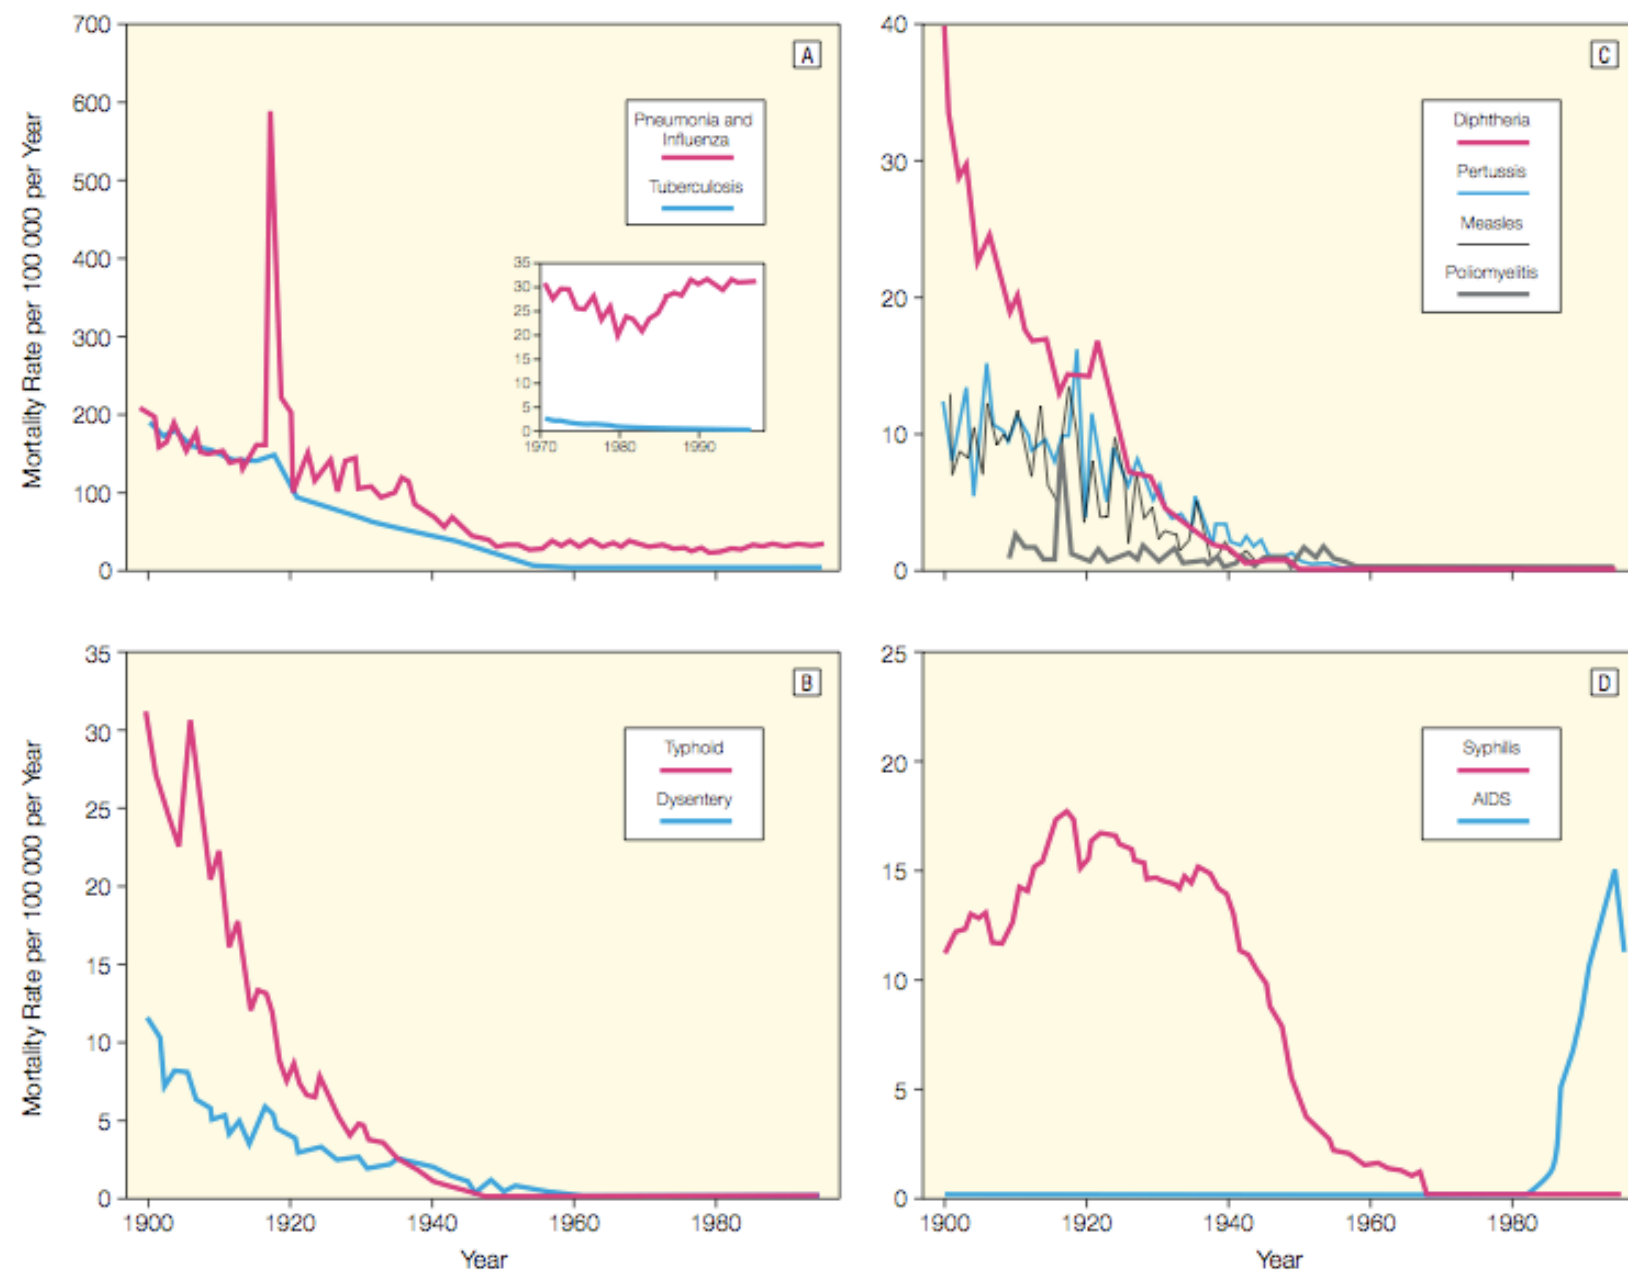 700
600
500
400
300
200
100
0
Mortality Rate per 100 000 per Year
A
Pneumonia and
Influenza
Tuberculosis
35
30
25
20
15
10
5
0
1970
1980
1990
40
30
20
10
0
C
Diphtheria
Pertussis
Measles
Poliomyelitis
35
30
25
20
15
10
5
0
Mortality Rate per 100 000 per Year
B
Typhoid
Dysentery
1900
1920
1940
1960
1980
Year
25
20
15
10
5
0
D
Syphilis
AIDS
1900
1920
1940
1960
1980
Year